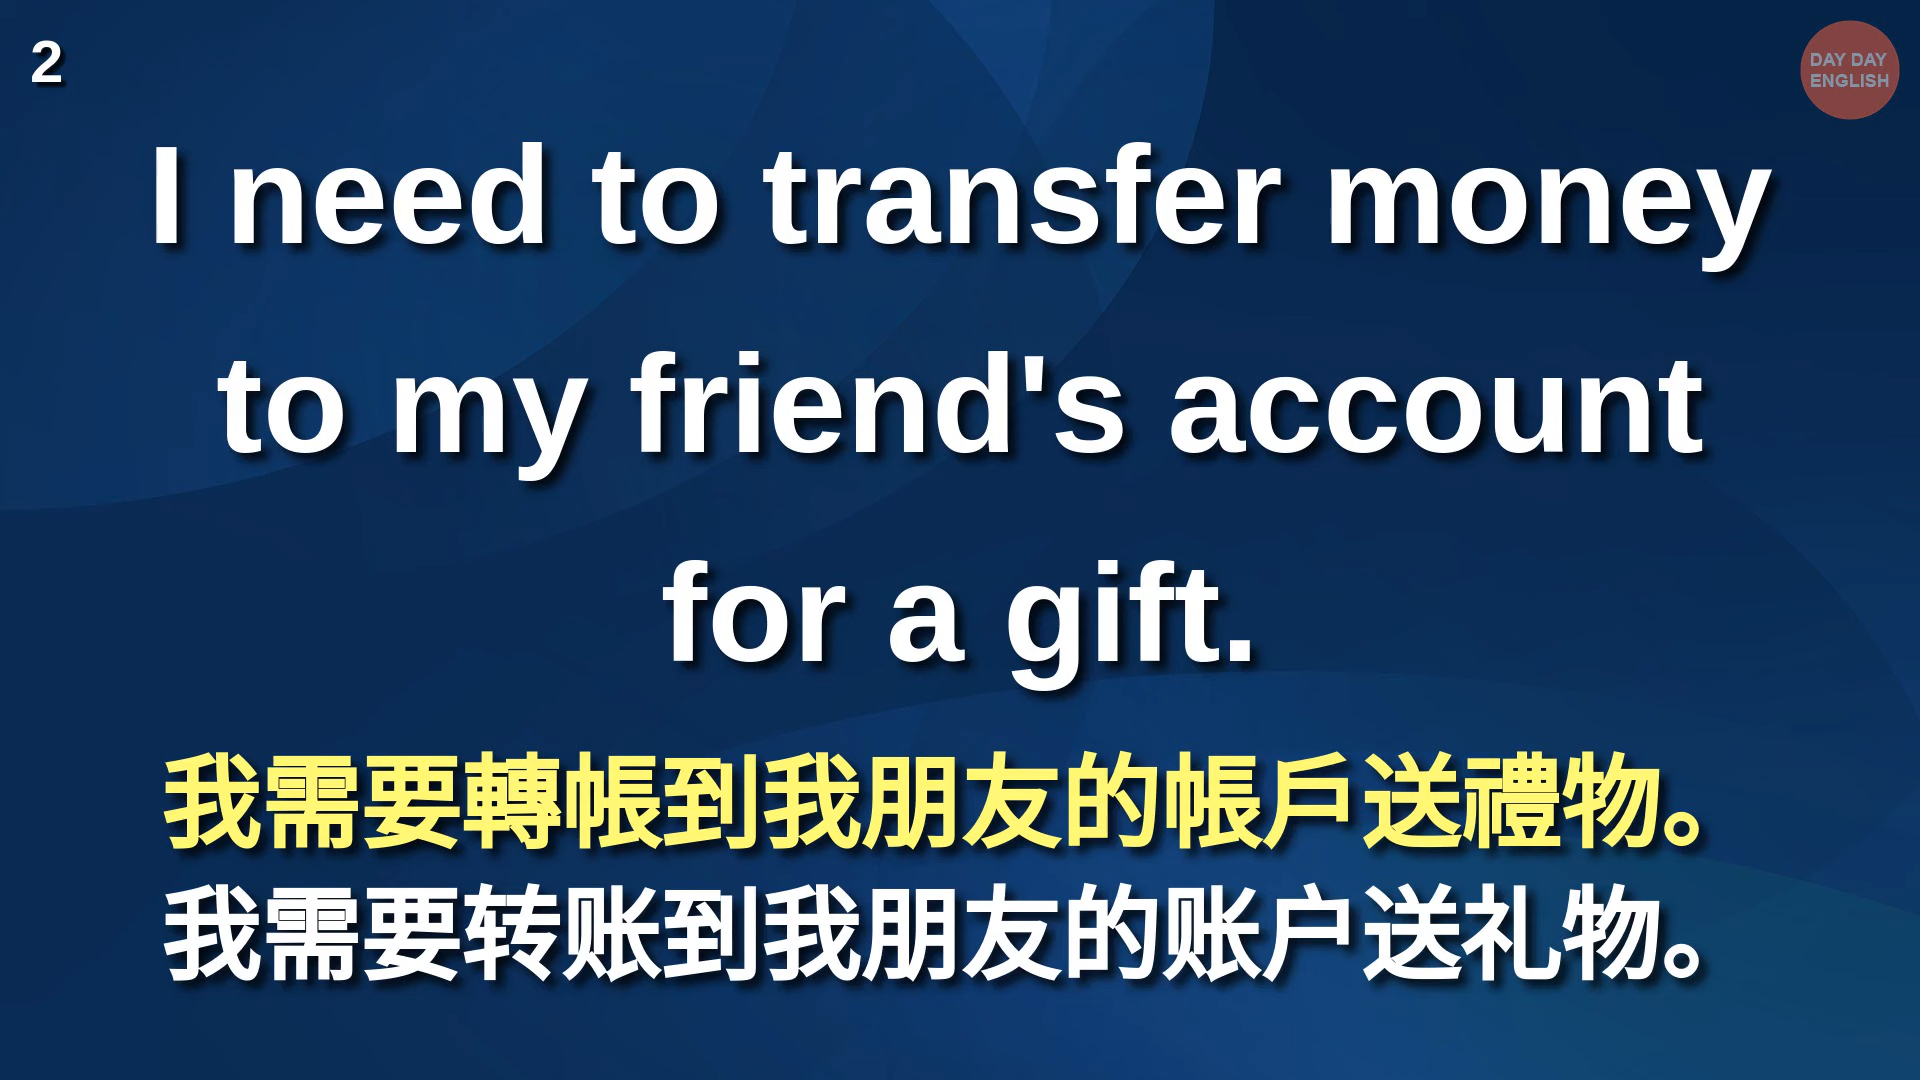 2
DAY DAY
ENGLISH
I need to transfer money
to my friend's account
for a gift.
我需要轉帳到我朋友的帳戶送禮物。
我需要转账到我朋友的账户送礼物。